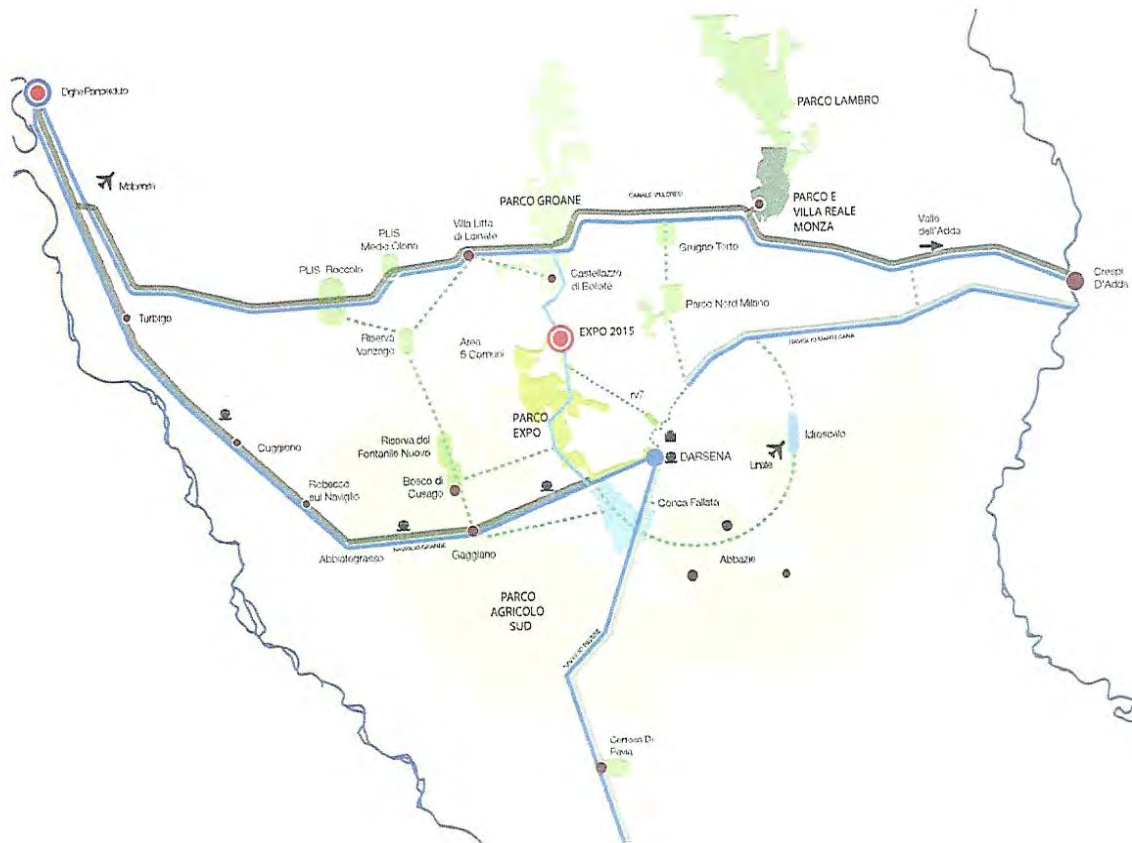 PARCO LAMBRO
Malpensa
PARCO GROANE
CANALE VILLORESI
PARCO E
VILLA REALE
MONZA
Villa Litta
di Lainate
PLIS
Medio Olona
Grugno Torto
Valle
dell'Adda
PLIS Roccolo
Castellazzo
di Bollate
Crespi
D'Adda
Parco Nord Milano
Turbigo
EXPO 2015
Riserva
Vanzago
Area
5 Comuni
NAVIGLIO MARTESANA
PARCO
EXPO
Riserva del
Fontanile Nuovo
Idroscalo
Cuggiono
DARSENA
Linate
Bosco di
Cusago
Robecco
sul Naviglio
Conca Fallata
Abbiategrasso
NAVIGLIO GRANDE
Gaggiano
Abbazie
PARCO
AGRICOLO
SUD
Certosa Di
Pavia